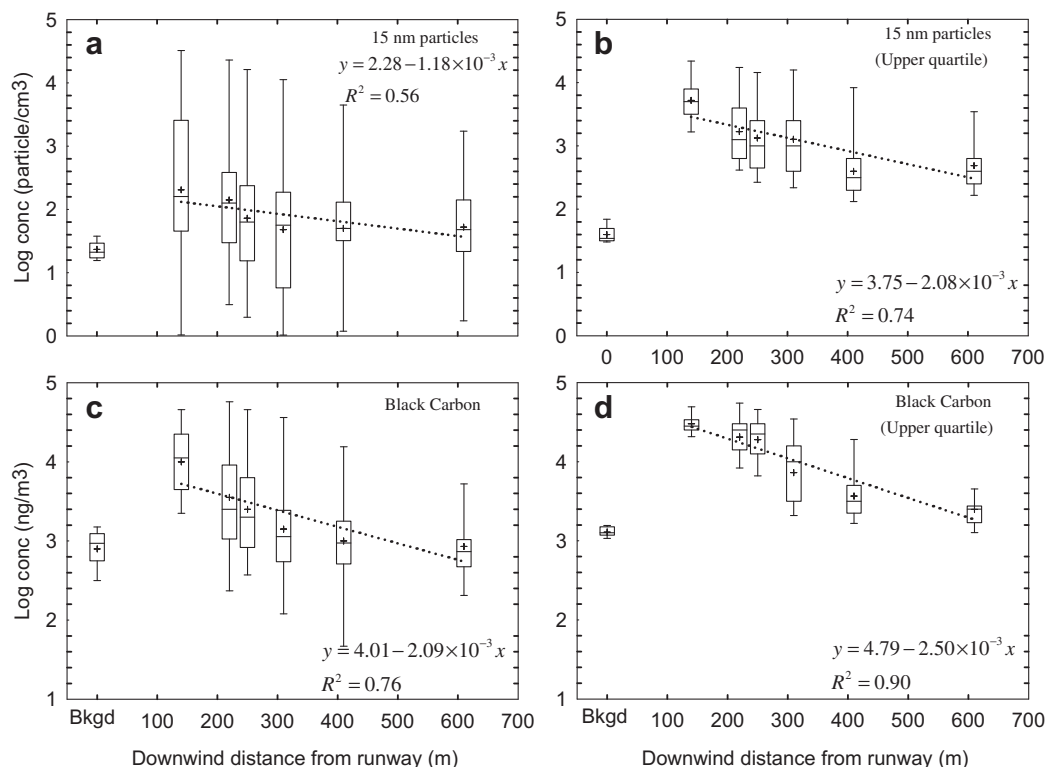 a
15 nm particles
y = 2.28 − 1.18×10⁻³ x
R² = 0.56
Log conc (particle/cm3)
5
4
3
2
1
0
b
15 nm particles
(Upper quartile)
y = 3.75 − 2.08×10⁻³ x
R² = 0.74
5
4
3
2
1
0
0 100 200 300 400 500 600 700
c
Black Carbon
y = 4.01 − 2.09×10⁻³ x
R² = 0.76
Log conc (ng/m3)
5
4
3
2
1
Bkgd 100 200 300 400 500 600 700
Downwind distance from runway (m)
d
Black Carbon
(Upper quartile)
y = 4.79 − 2.50×10⁻³ x
R² = 0.90
5
4
3
2
1
Bkgd 100 200 300 400 500 600 700
Downwind distance from runway (m)